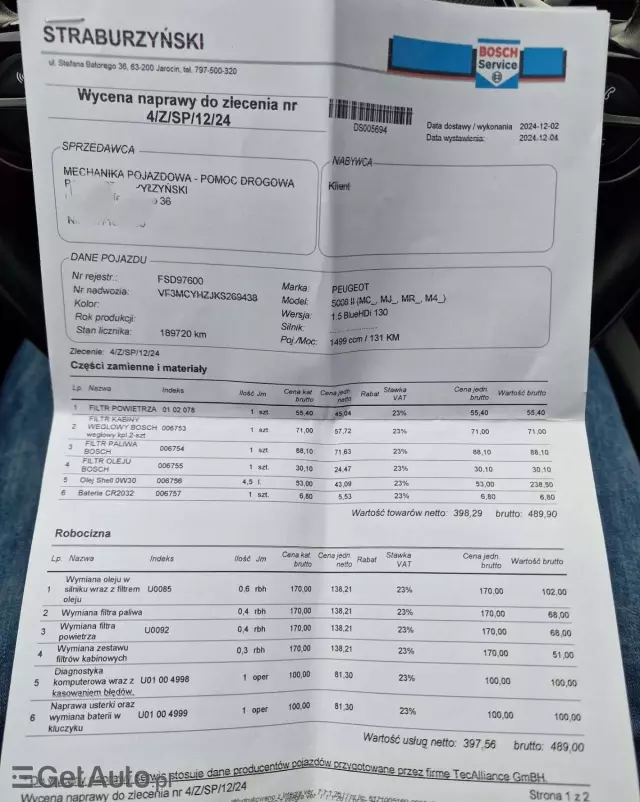 STRABURZYŃSKI
ul. Stefana Batorego 36, 63-200 Jarocin, tel. 797-500-320
BOSCH
Service
Wycena naprawy do zlecenia nr
4/Z/SP/12/24
DS005694
Data dostawy / wykonania 2024-12-02
Data wystawienia: 2024-12-04
SPRZEDAWCA
MECHANIKA POJAZDOWA - POMOC DROGOWA
36
NABYWCA
Klient
DANE POJAZDU
Nr rejestr.: FSD97600
Nr nadwozia: VF3MCYHZJKS269438
Kolor:
Rok produkcji:
Stan licznika: 189720 km
Marka: PEUGEOT
Model: 5008 II (MC_, MJ_, MR_, M4_)
Wersja: 1.5 BlueHDi 130
Silnik:
Poj./Moc: 1499 ccm / 131 KM
Zlecenie: 4/Z/SP/12/24
Części zamienne i materiały
Lp. Nazwa Indeks Ilość Jm Cena kat. brutto Cena jedn. netto Rabat Stawka VAT Cena jedn. brutto Wartość brutto
1 FILTR POWIETRZA 01 02 078 1 szt. 55,40 45,04 23% 55,40 55,40
2 FILTR KABINY WĘGLOWY BOSCH węglowy kpl.2-szt 006753 1 szt. 71,00 57,72 23% 71,00 71,00
3 FILTR PALIWA BOSCH 006754 1 szt. 88,10 71,63 23% 88,10 88,10
4 FILTR OLEJU BOSCH 006755 1 szt. 30,10 24,47 23% 30,10 30,10
5 Olej Shell 0W30 006756 4,5 l. 53,00 43,09 23% 53,00 238,50
6 Bateria CR2032 006757 1 szt. 6,80 5,53 23% 6,80 6,80
Wartość towarów netto: 398,29 brutto: 489,90
Robocizna
Lp. Nazwa Indeks Ilość Jm Cena kat. brutto Cena jedn. netto Rabat Stawka VAT Cena jedn. brutto Wartość brutto
1 Wymiana oleju w silniku wraz z filtrem oleju U0085 0,6 rbh 170,00 138,21 23% 170,00 102,00
2 Wymiana filtra paliwa 0,4 rbh 170,00 138,21 23% 170,00 68,00
3 Wymiana filtra powietrza U0092 0,4 rbh 170,00 138,21 23% 170,00 68,00
4 Wymiana zestawu filtrów kabinowych 0,3 rbh 170,00 138,21 23% 170,00 51,00
5 Diagnostyka komputerowa wraz z kasowaniem błędów. U01 00 4998 1 oper 100,00 81,30 23% 100,00 100,00
6 Naprawa usterki oraz wymiana baterii w kluczyku U01 00 4999 1 oper 100,00 81,30 23% 100,00 100,00
Wartość usług netto: 397,56 brutto: 489,00
serwis stosuje dane producentów pojazdów przygotowane przez firmę TecAlliance GmBH.
Wycena naprawy do zlecenia nr 4/Z/SP/12/24
Strona 1 z 2
GetAuto.pl